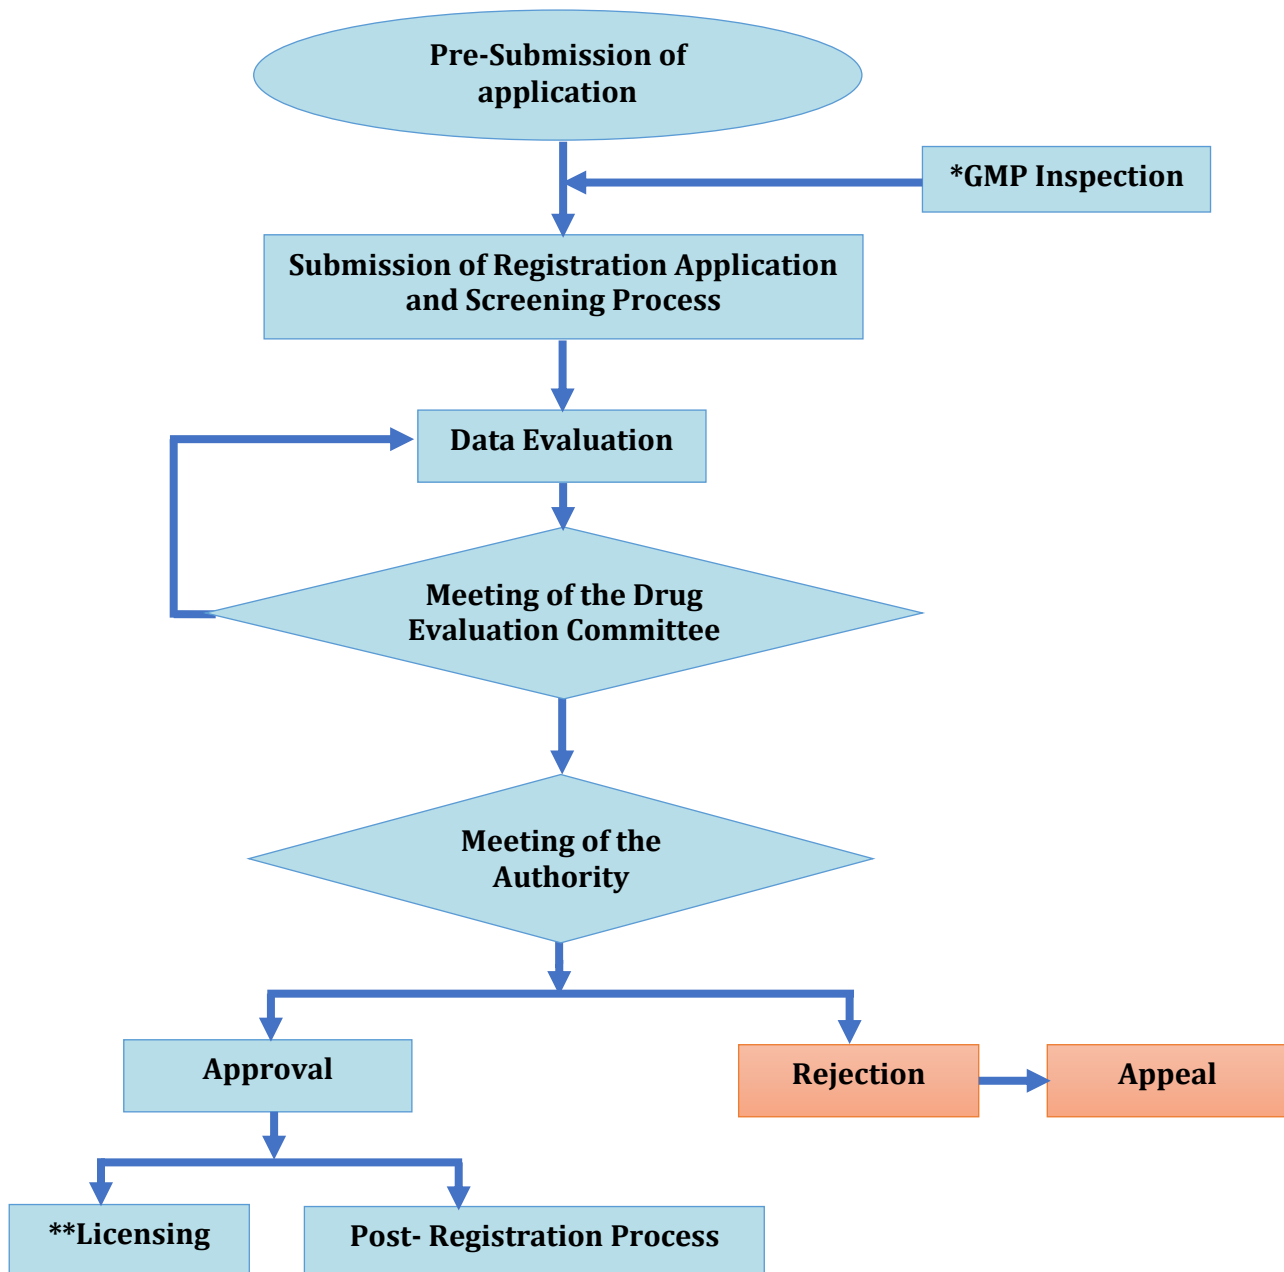 Pre-Submission of
application
*GMP Inspection
Submission of Registration Application
and Screening Process
Data Evaluation
Meeting of the Drug
Evaluation Committee
Meeting of the
Authority
Approval
Rejection
Appeal
**Licensing
Post- Registration Process